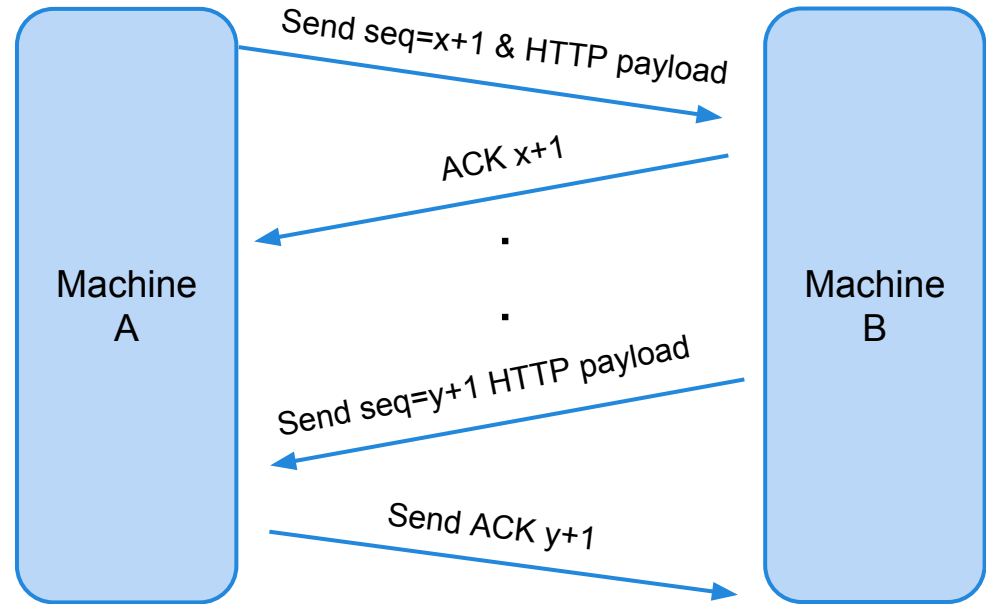 Send seq=x+1 & HTTP payload
ACK x+1
.
.
Machine
A
Machine
B
Send seq=y+1 HTTP payload
Send ACK y+1